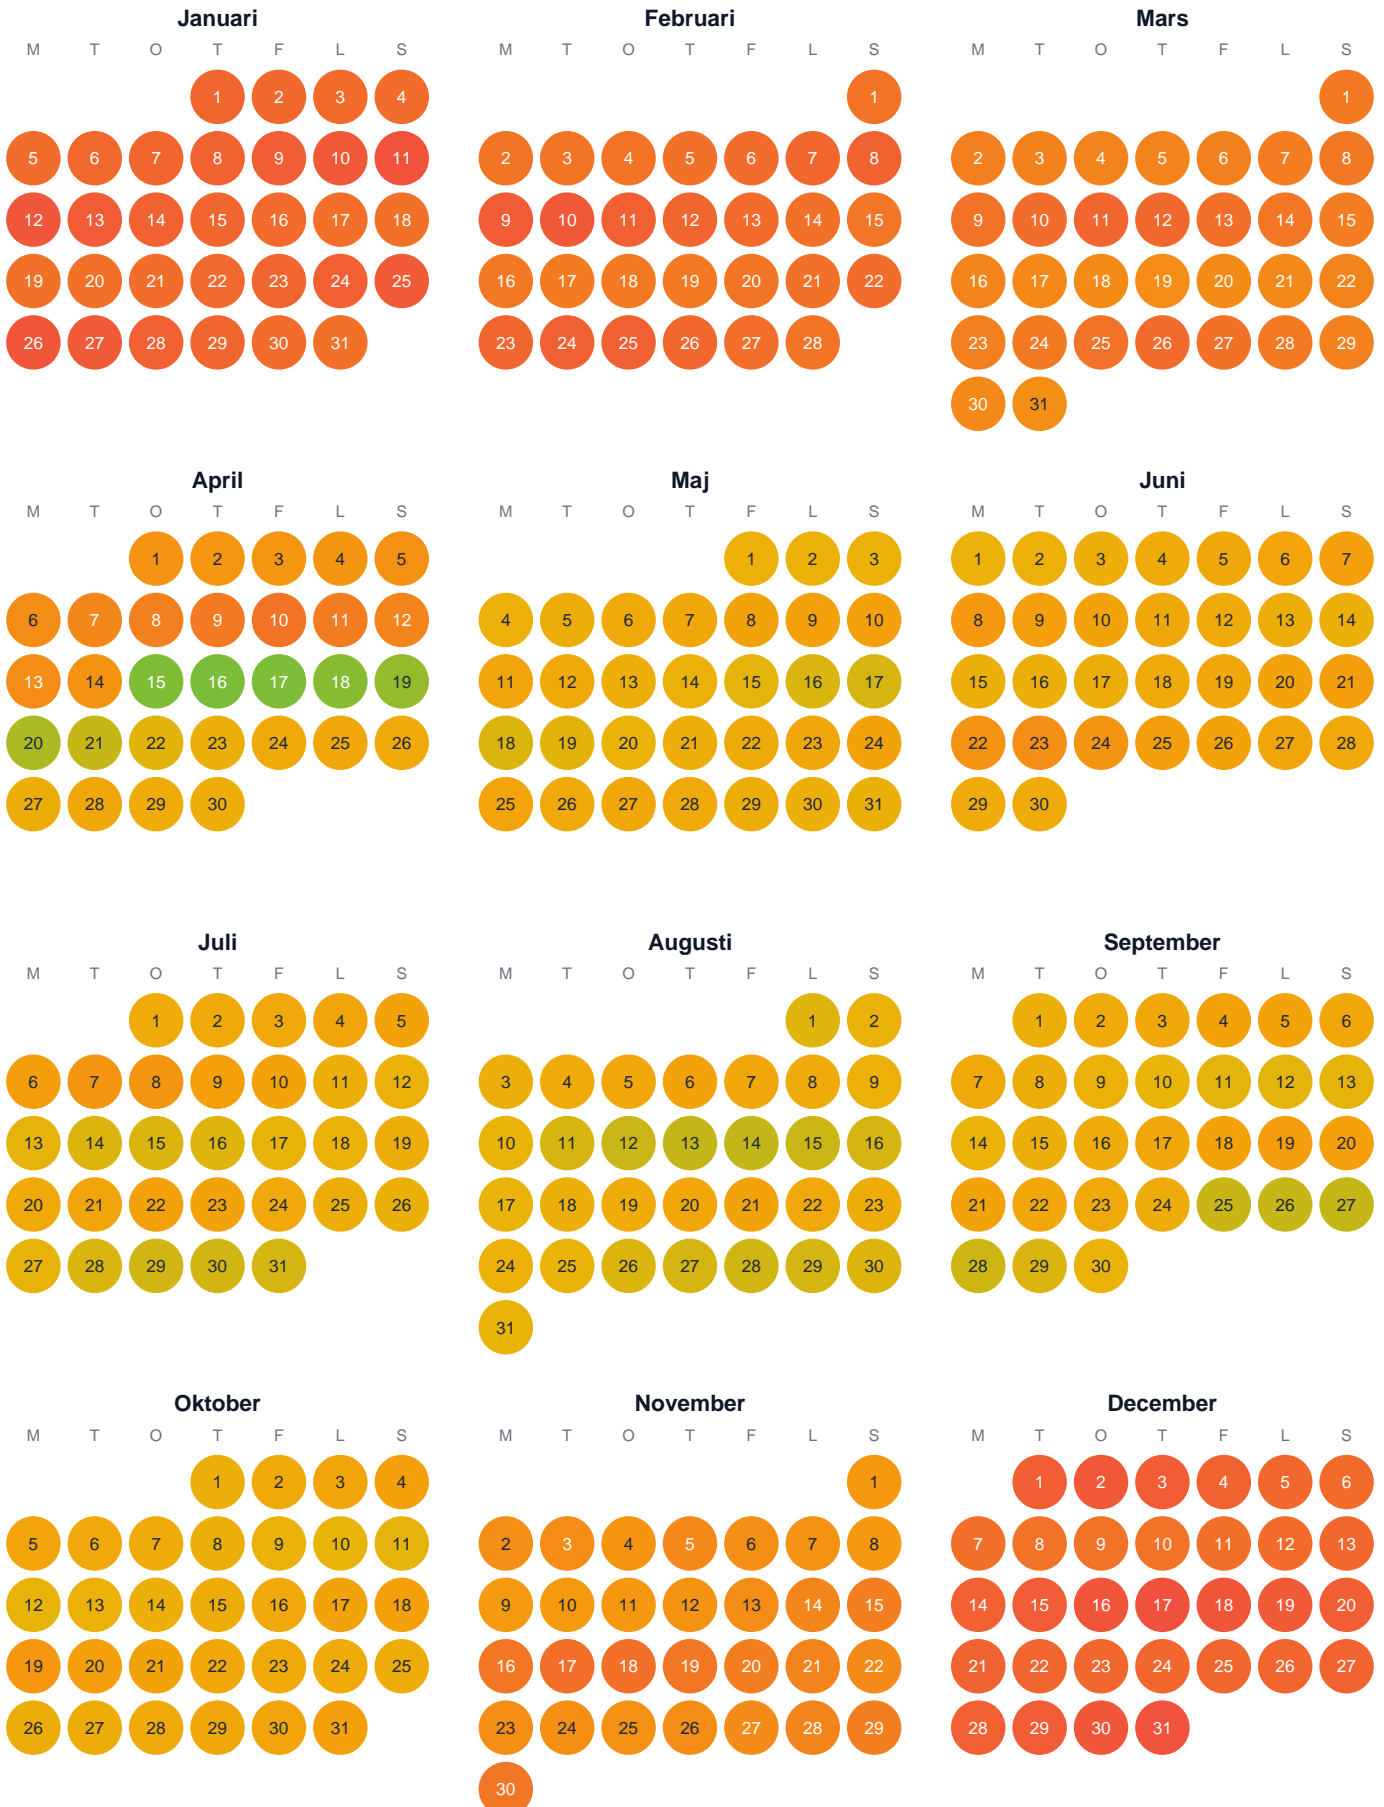 Januari Februari Mars
M T O T F L S M T O T F L S M T O T F L S
1 2 3 4 1 1
5 6 7 8 9 10 11 2 3 4 5 6 7 8 2 3 4 5 6 7 8
12 13 14 15 16 17 18 9 10 11 12 13 14 15 9 10 11 12 13 14 15
19 20 21 22 23 24 25 16 17 18 19 20 21 22 16 17 18 19 20 21 22
26 27 28 29 30 31 23 24 25 26 27 28 23 24 25 26 27 28 29
30 31
April Maj Juni
M T O T F L S M T O T F L S M T O T F L S
1 2 3 4 5 1 2 3 1 2 3 4 5 6 7
6 7 8 9 10 11 12 4 5 6 7 8 9 10 8 9 10 11 12 13 14
13 14 15 16 17 18 19 11 12 13 14 15 16 17 15 16 17 18 19 20 21
20 21 22 23 24 25 26 18 19 20 21 22 23 24 22 23 24 25 26 27 28
27 28 29 30 25 26 27 28 29 30 31 29 30
Juli Augusti September
M T O T F L S M T O T F L S M T O T F L S
1 2 3 4 5 1 2 1 2 3 4 5 6
6 7 8 9 10 11 12 3 4 5 6 7 8 9 7 8 9 10 11 12 13
13 14 15 16 17 18 19 10 11 12 13 14 15 16 14 15 16 17 18 19 20
20 21 22 23 24 25 26 17 18 19 20 21 22 23 21 22 23 24 25 26 27
27 28 29 30 31 24 25 26 27 28 29 30 28 29 30
31
Oktober November December
M T O T F L S M T O T F L S M T O T F L S
1 2 3 4 1 1 2 3 4 5 6
5 6 7 8 9 10 11 2 3 4 5 6 7 8 7 8 9 10 11 12 13
12 13 14 15 16 17 18 9 10 11 12 13 14 15 14 15 16 17 18 19 20
19 20 21 22 23 24 25 16 17 18 19 20 21 22 21 22 23 24 25 26 27
26 27 28 29 30 31 23 24 25 26 27 28 29 28 29 30 31
30